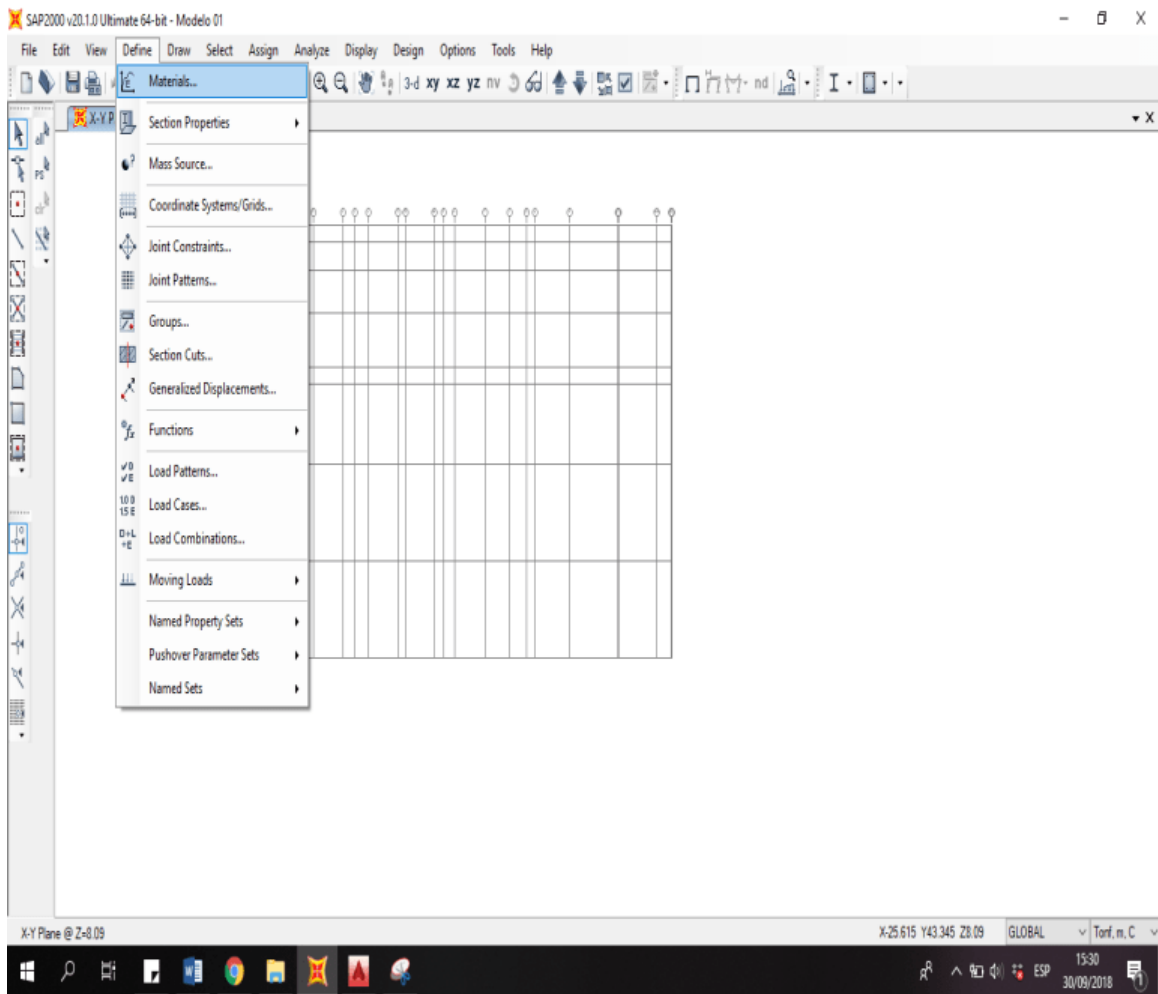 SAP2000 v20.1.0 Ultimate 64-bit - Modelo 01
File Edit View Define Draw Select Assign Analyze Display Design Options Tools Help
3-d xy xz yz nv nd
X-Y P
Materials...
Section Properties
Mass Source...
Coordinate Systems/Grids...
Joint Constraints...
Joint Patterns...
Groups...
Section Cuts...
Generalized Displacements...
Functions
Load Patterns...
Load Cases...
Load Combinations...
Moving Loads
Named Property Sets
Pushover Parameter Sets
Named Sets
all
PS
clr
X-Y Plane @ Z=8.09
X-25.615 Y43.345 Z8.09 GLOBAL Tonf, m, C
ESP
15:30
30/09/2018